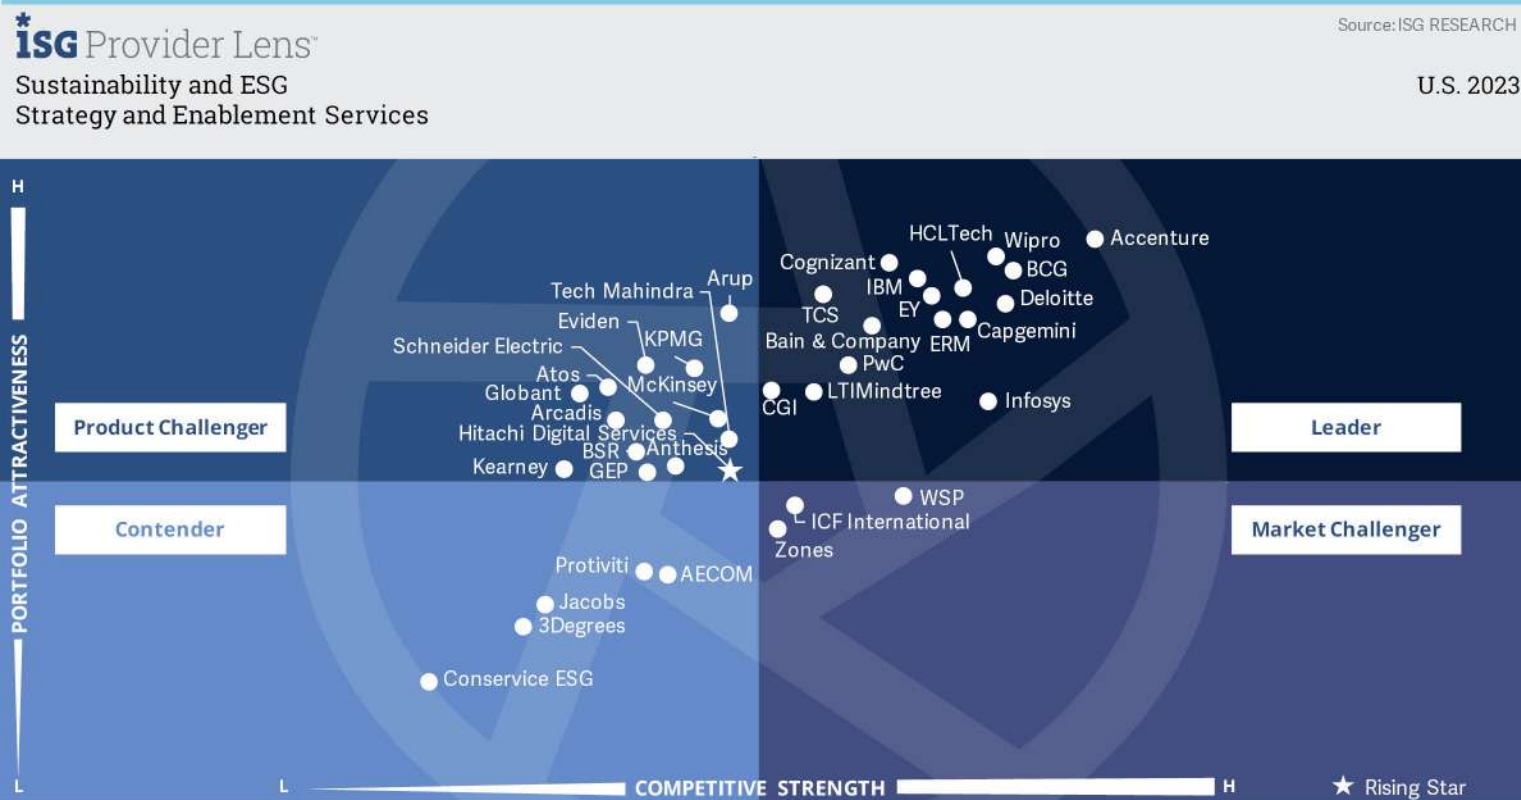 ISG Provider Lens™
Source: ISG RESEARCH
Sustainability and ESG
Strategy and Enablement Services
U.S. 2023
H
PORTFOLIO ATTRACTIVENESS
L
Product Challenger
Arup
Tech Mahindra
Eviden
KPMG
Schneider Electric
Atos
McKinsey
Globant
Arcadis
Hitachi Digital Services
BSR
Anthesis
Kearney
GEP
Leader
HCLTech
Wipro
Accenture
Cognizant
BCG
IBM
Deloitte
EY
TCS
Capgemini
Bain & Company
ERM
PwC
LTIMindtree
CGI
Infosys
Contender
Protiviti
AECOM
Jacobs
3Degrees
Conservice ESG
Market Challenger
WSP
ICF International
Zones
L
COMPETITIVE STRENGTH
H
Rising Star